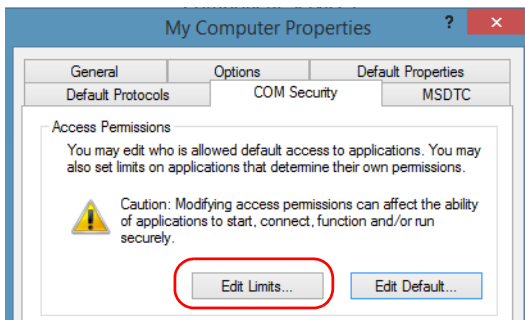 My Computer Properties ? ×
General Options Default Properties
Default Protocols COM Security MSDTC
Access Permissions
You may edit who is allowed default access to applications. You may
also set limits on applications that determine their own permissions.
Caution: Modifying access permissions can affect the ability
of applications to start, connect, function and/or run
securely.
Edit Limits... Edit Default...